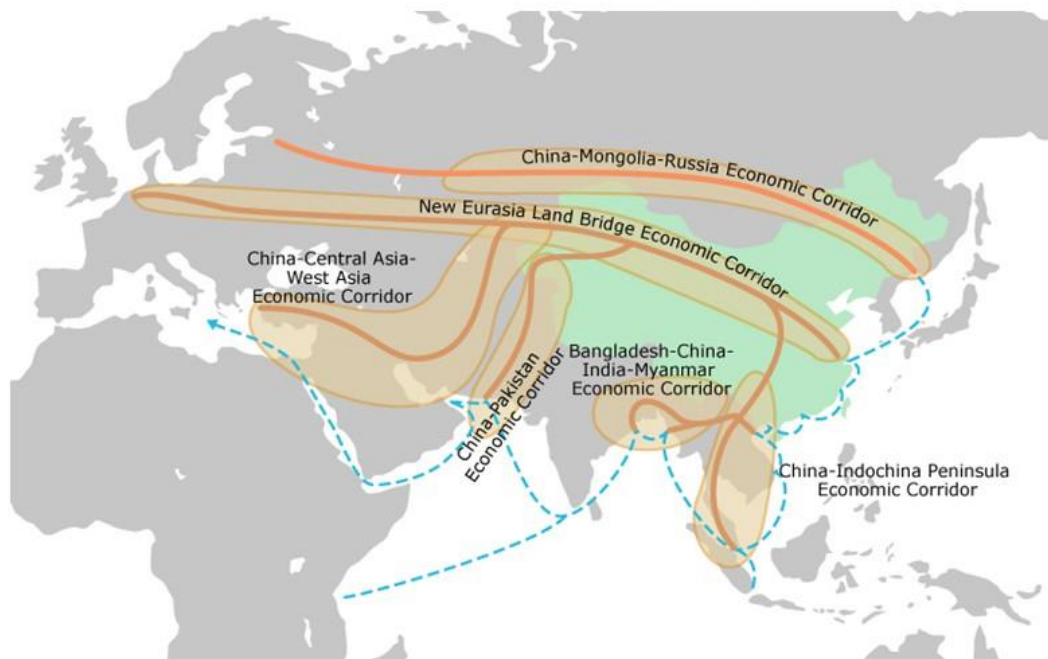 China-Mongolia-Russia Economic Corridor
New Eurasia Land Bridge Economic Corridor
China-Central Asia-
West Asia
Economic Corridor
China-Pakistan
Economic Corridor
Bangladesh-China-
India-Myanmar
Economic Corridor
China-Indochina Peninsula
Economic Corridor